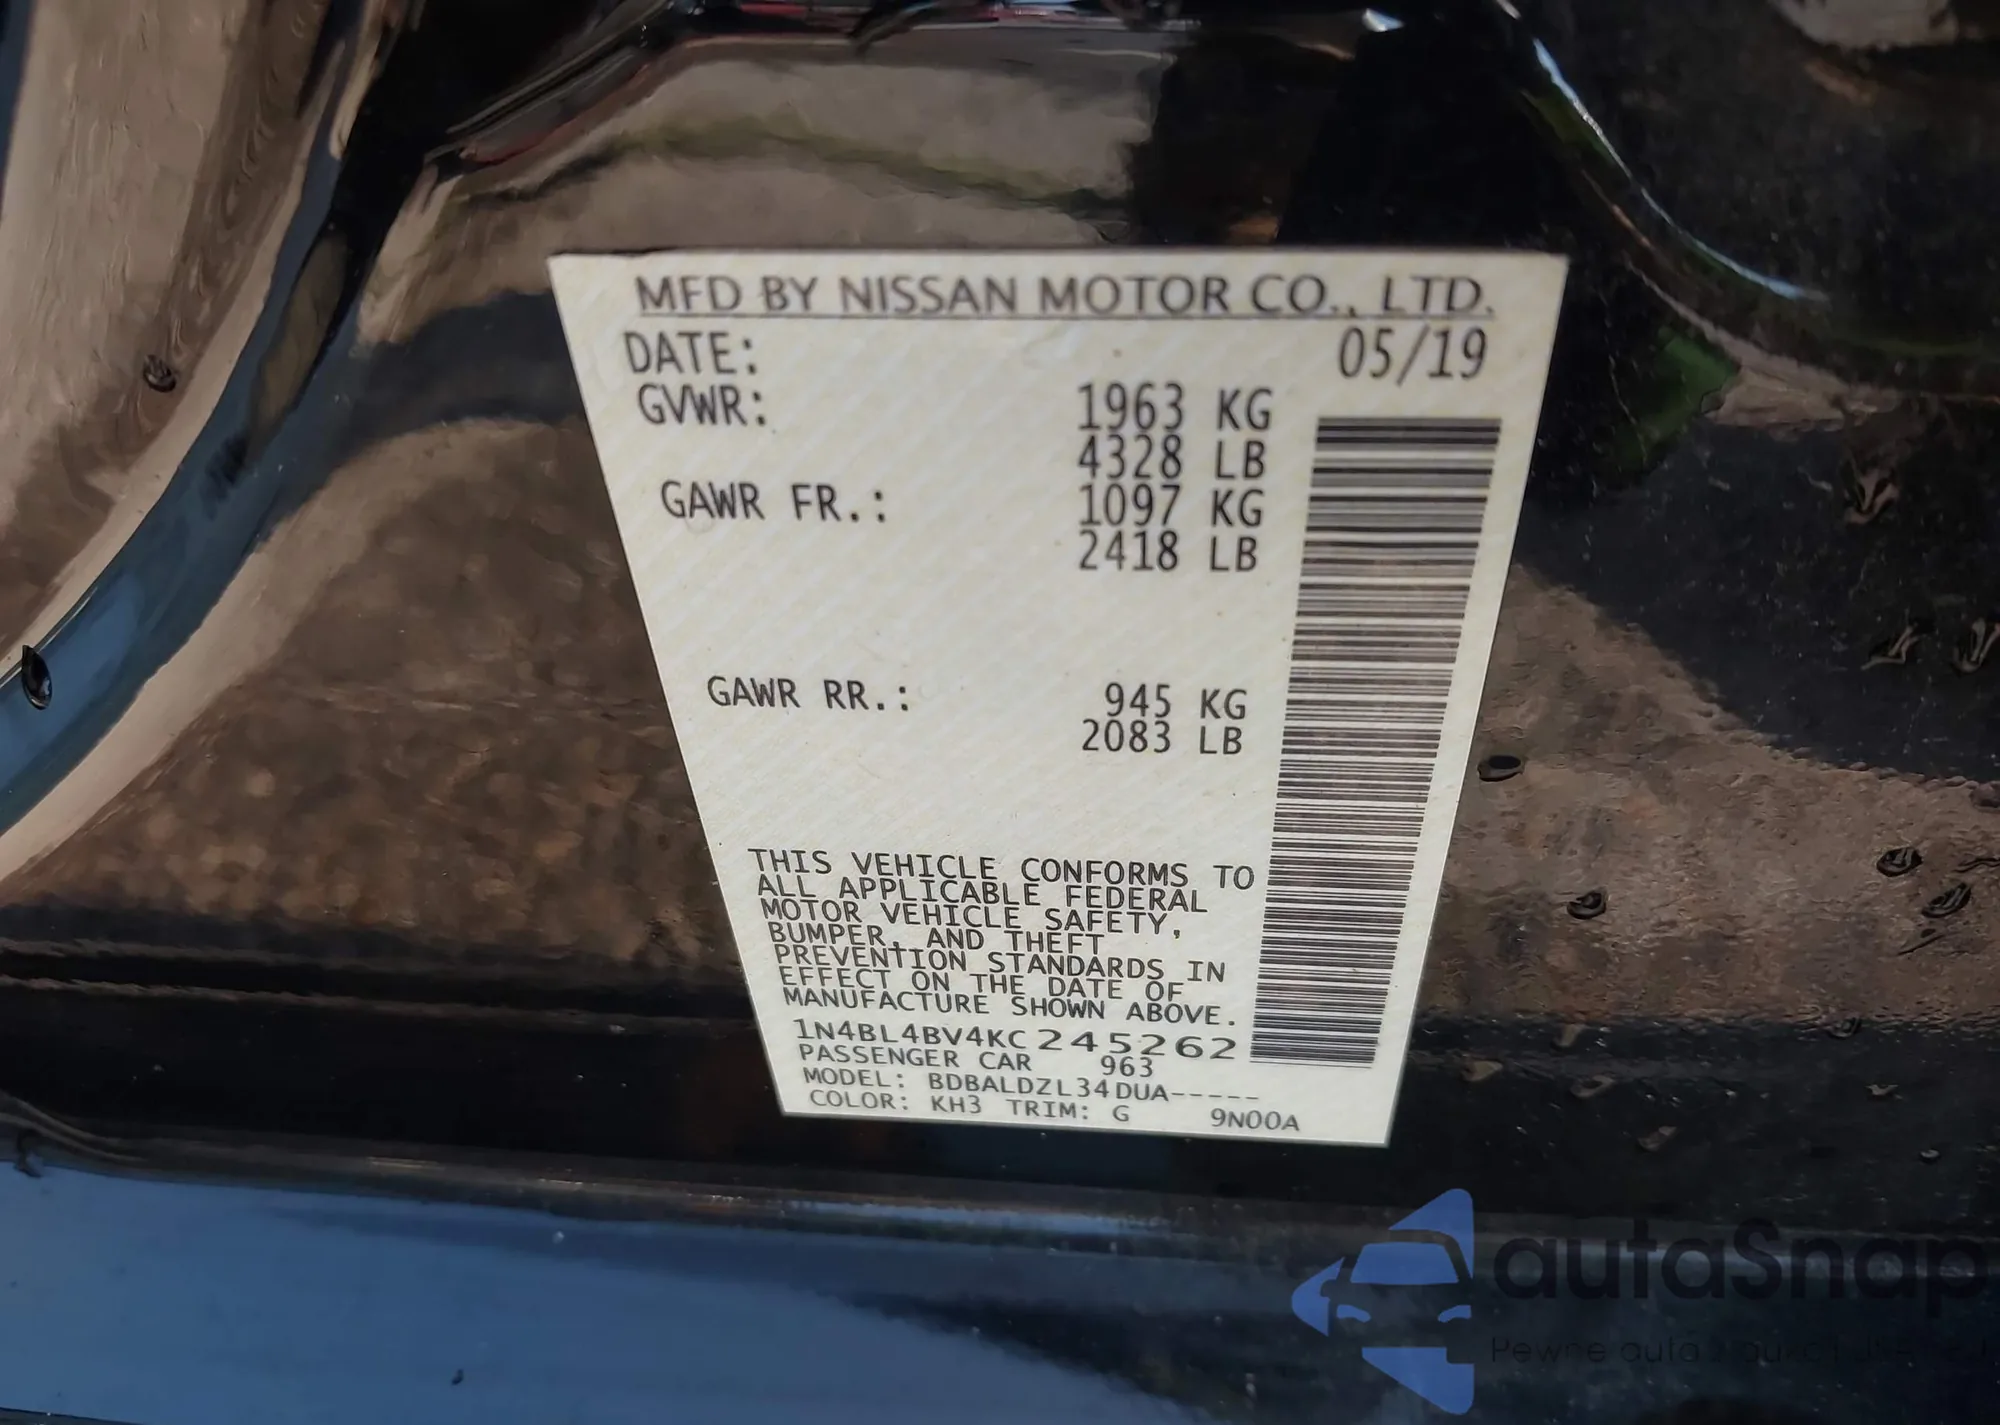 MFD BY NISSAN MOTOR CO., LTD.
DATE: 05/19
GVWR: 1963 KG
4328 LB
GAWR FR.: 1097 KG
2418 LB
GAWR RR.: 945 KG
2083 LB
THIS VEHICLE CONFORMS TO
ALL APPLICABLE FEDERAL
MOTOR VEHICLE SAFETY,
BUMPER, AND THEFT
PREVENTION STANDARDS IN
EFFECT ON THE DATE OF
MANUFACTURE SHOWN ABOVE.
1N4BL4BV4KC245262
PASSENGER CAR 963
MODEL: BDBALDZL34DUA-----
COLOR: KH3 TRIM: G 9N00A
autaSnap
Pewne auta z